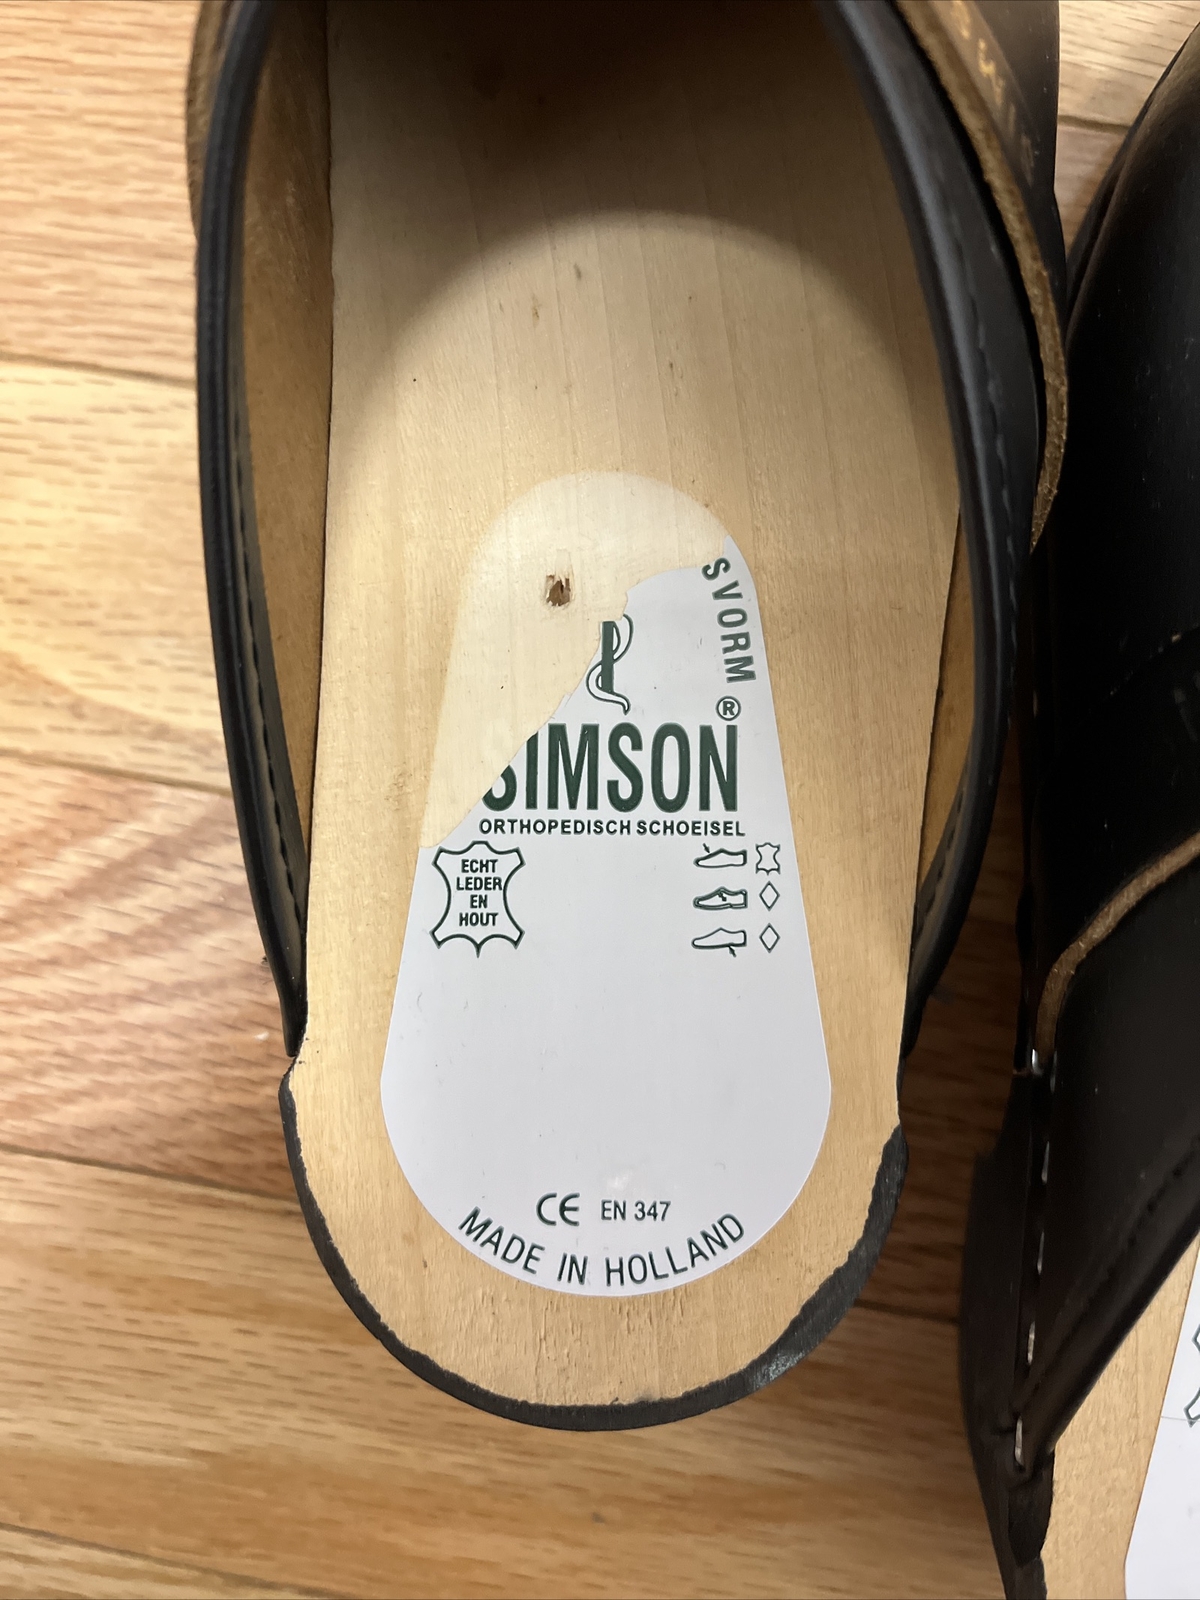 SVORM
®
SIMSON
ORTHOPEDISCH SCHOEISEL
ECHT
LEDER
EN
HOUT
CE EN 347
MADE IN HOLLAND